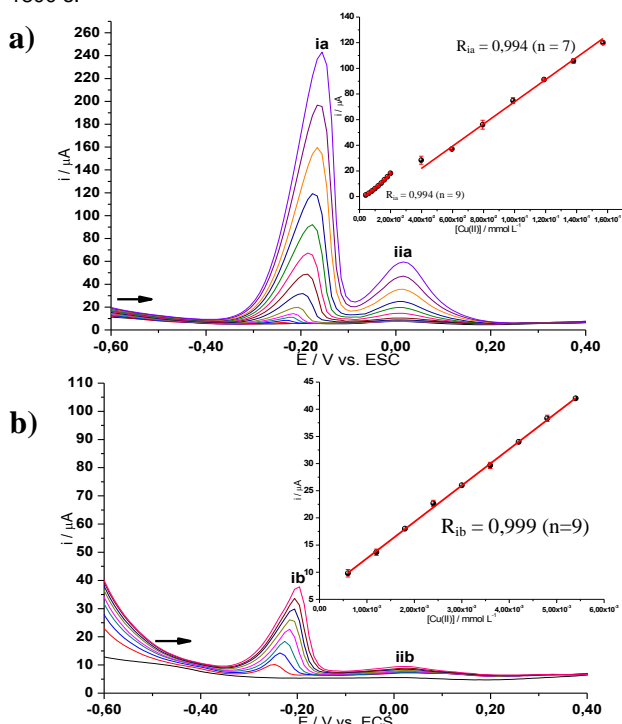 a)
ia
iia
i / µA
260
240
220
200
180
160
140
120
100
80
60
40
20
0
-0,60 -0,40 -0,20 0,00 0,20 0,40
E / V vs. ESC
R_ia = 0,994 (n = 7)
R_ia = 0,994 (n = 9)
i / µA
140
120
100
80
60
40
20
0
0,0 2,00x10⁻³ 4,00x10⁻³ 6,00x10⁻³ 8,00x10⁻³ 1,00x10⁻² 1,20x10⁻² 1,40x10⁻² 1,60x10⁻²
[Cu(II)] / mmol L⁻¹
b)
ib
iib
i / µA
110
100
90
80
70
60
50
40
30
20
10
0
-0,60 -0,40 -0,20 0,00 0,20 0,40
E / V vs. ECS
R_ib = 0,999 (n=9)
i / µA
45
40
35
30
25
20
15
10
5
0,00 1,00x10⁻³ 2,00x10⁻³ 3,00x10⁻³ 4,00x10⁻³ 5,00x10⁻³ 6,00x10⁻³
[Cu(II)] / mmol L⁻¹